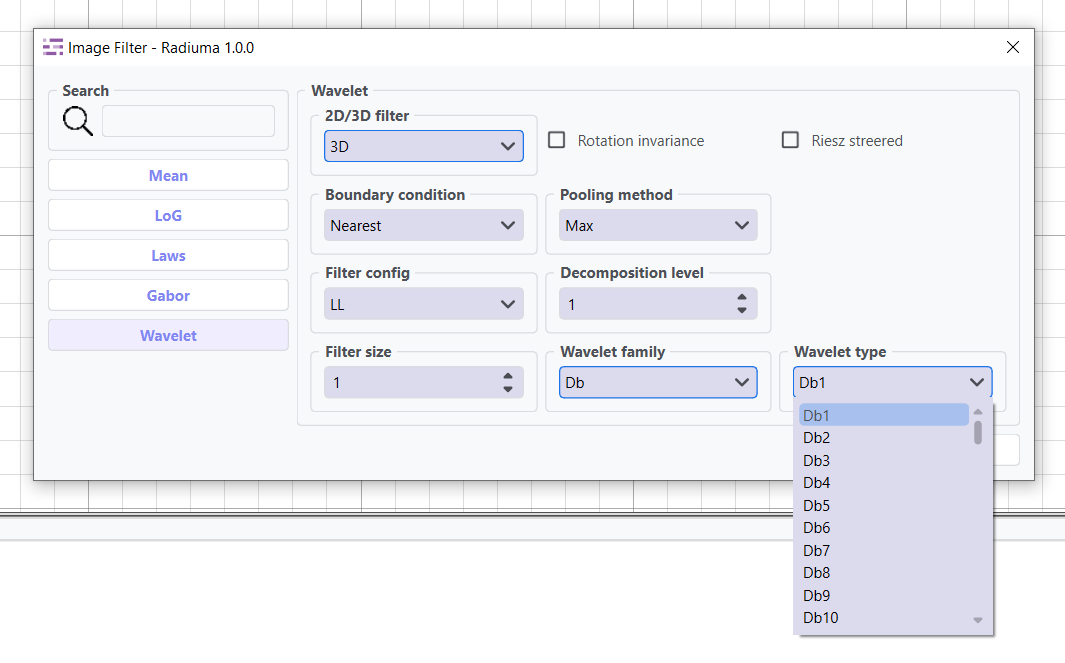 Image Filter - Radiuma 1.0.0
Search
Mean
LoG
Laws
Gabor
Wavelet
Wavelet
2D/3D filter
3D
Rotation invariance
Riesz streered
Boundary condition
Nearest
Pooling method
Max
Filter config
LL
Decomposition level
1
Filter size
1
Wavelet family
Db
Wavelet type
Db1
Db1
Db2
Db3
Db4
Db5
Db6
Db7
Db8
Db9
Db10